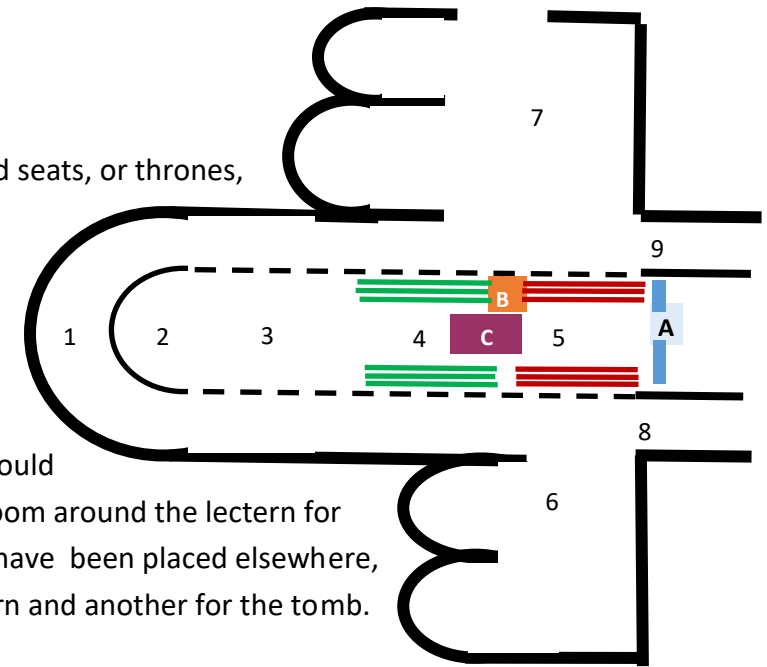 7
d seats, or thrones,
9
B
A
1
2
3
4
C
5
8
ould
6
oom around the lectern for
have been placed elsewhere,
rn and another for the tomb.